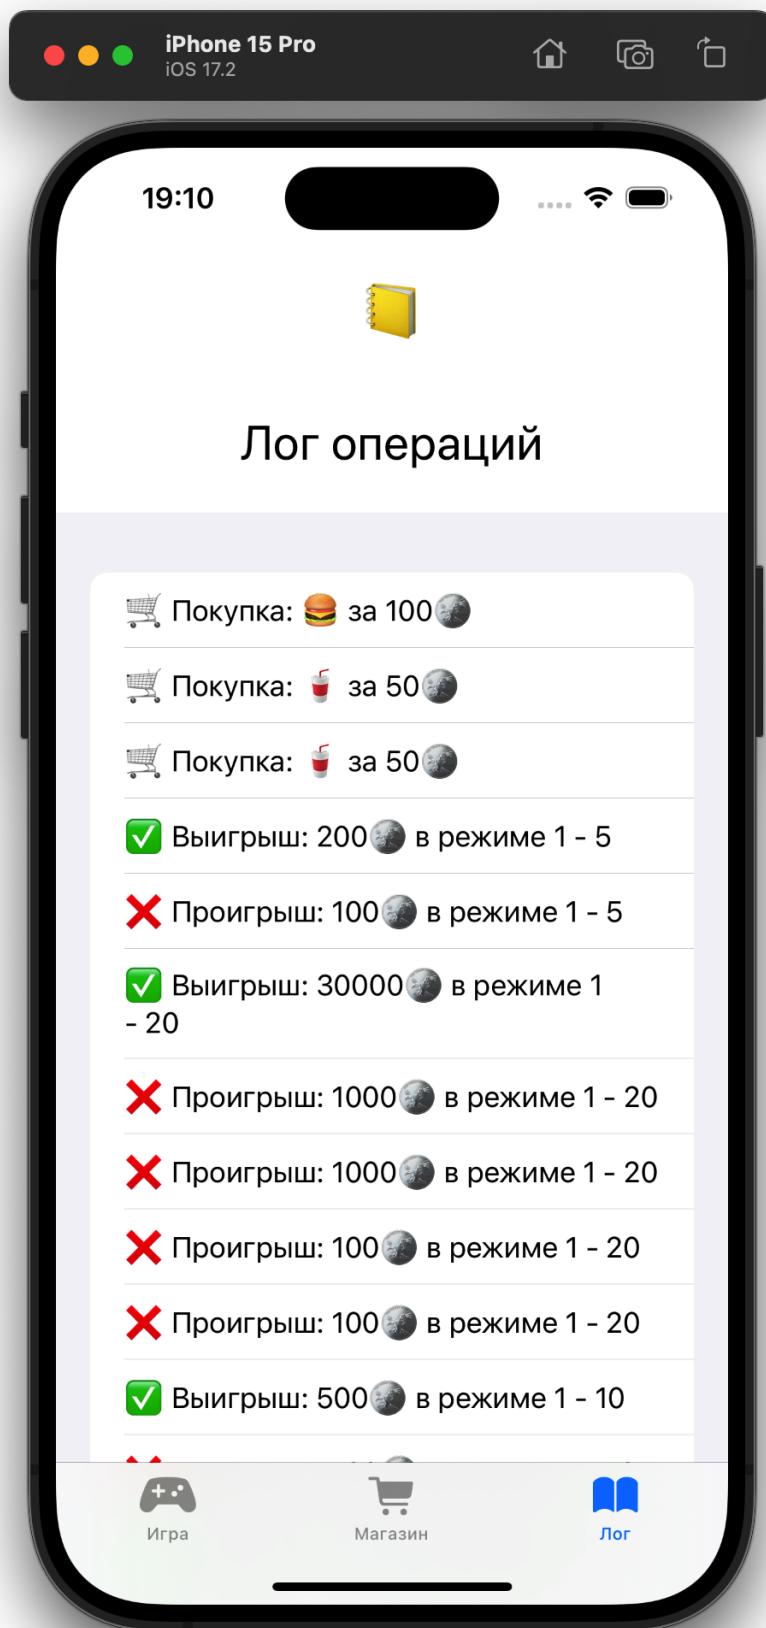 iPhone 15 Pro
iOS 17.2
19:10
Лог операций
🛒 Покупка: 🍔 за 100🌚
🛒 Покупка: 🥤 за 50🌚
🛒 Покупка: 🥤 за 50🌚
✅ Выигрыш: 200🌚 в режиме 1 - 5
❌ Проигрыш: 100🌚 в режиме 1 - 5
✅ Выигрыш: 30000🌚 в режиме 1
- 20
❌ Проигрыш: 1000🌚 в режиме 1 - 20
❌ Проигрыш: 1000🌚 в режиме 1 - 20
❌ Проигрыш: 100🌚 в режиме 1 - 20
❌ Проигрыш: 100🌚 в режиме 1 - 20
✅ Выигрыш: 500🌚 в режиме 1 - 10
Игра
Магазин
Лог